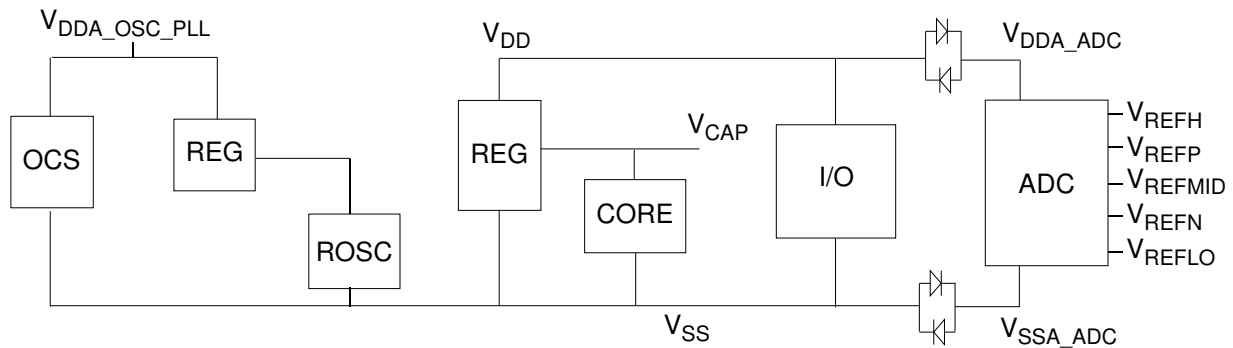 VDDA_OSC_PLL
VDD
VDDA_ADC
OCS
REG
ROSC
REG
VCAP
CORE
I/O
ADC
VREFH
VREFP
VREFMID
VREFN
VREFLO
VSS
VSSA_ADC